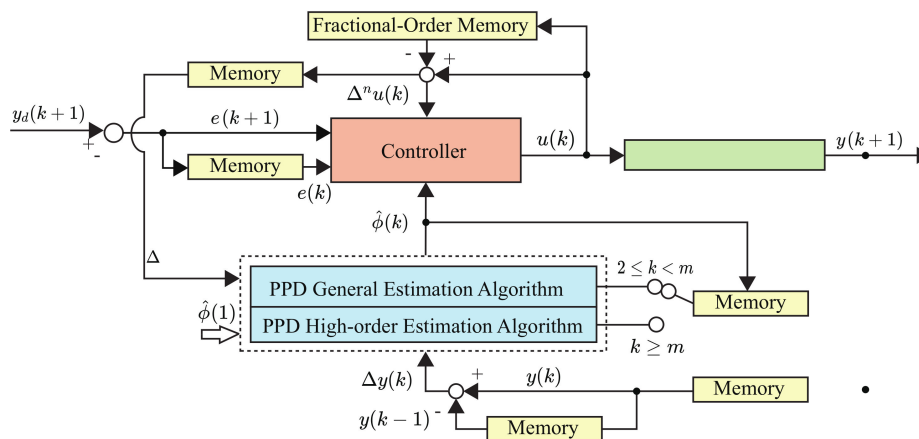 Fractional-Order Memory
-
+
Memory
Δⁿu(k)
y_d(k+1)
+
-
e(k+1)
Memory
e(k)
Controller
u(k)
y(k+1)
ϕ̂(k)
Δ
ϕ̂(1)
PPD General Estimation Algorithm
PPD High-order Estimation Algorithm
2 ≤ k < m
Memory
k ≥ m
Δy(k)
+
y(k)
Memory
y(k−1)
-
Memory